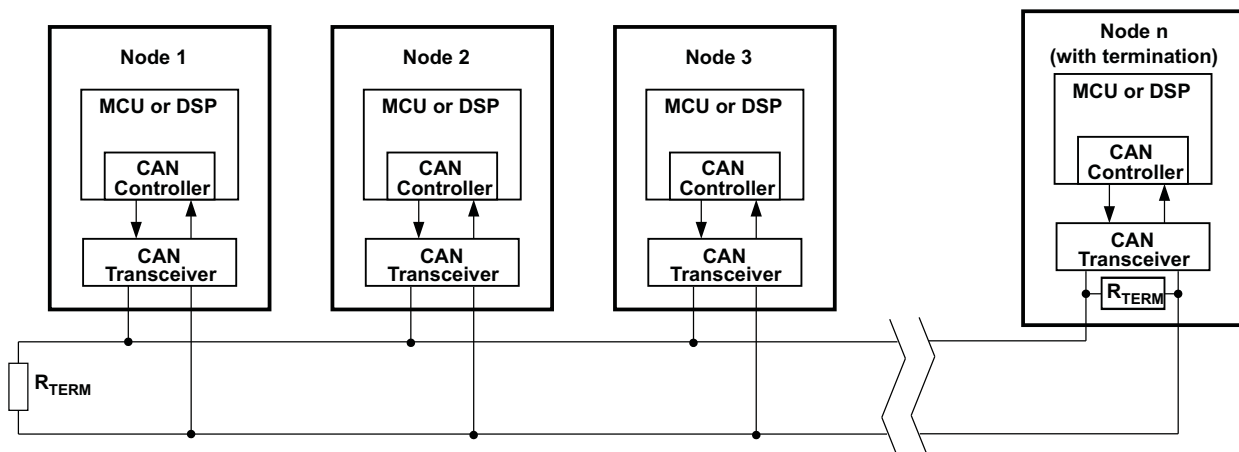 Node 1
MCU or DSP
CAN
Controller
CAN
Transceiver
Node 2
MCU or DSP
CAN
Controller
CAN
Transceiver
Node 3
MCU or DSP
CAN
Controller
CAN
Transceiver
Node n
(with termination)
MCU or DSP
CAN
Controller
CAN
Transceiver
RTERM
RTERM